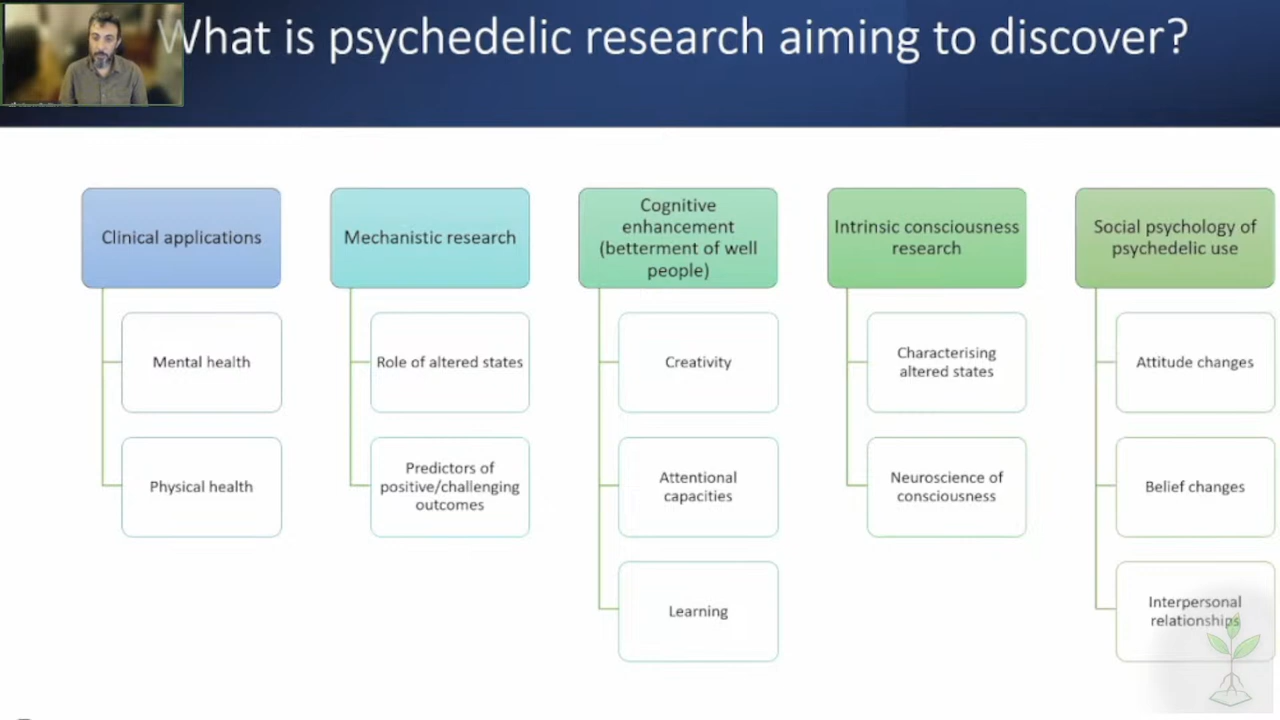 What is psychedelic research aiming to discover?
Clinical applications
Mental health
Physical health
Mechanistic research
Role of altered states
Predictors of
positive/challenging
outcomes
Cognitive
enhancement
(betterment of well
people)
Creativity
Attentional
capacities
Learning
Intrinsic consciousness
research
Characterising
altered states
Neuroscience of
consciousness
Social psychology of
psychedelic use
Attitude changes
Belief changes
Interpersonal
relationships